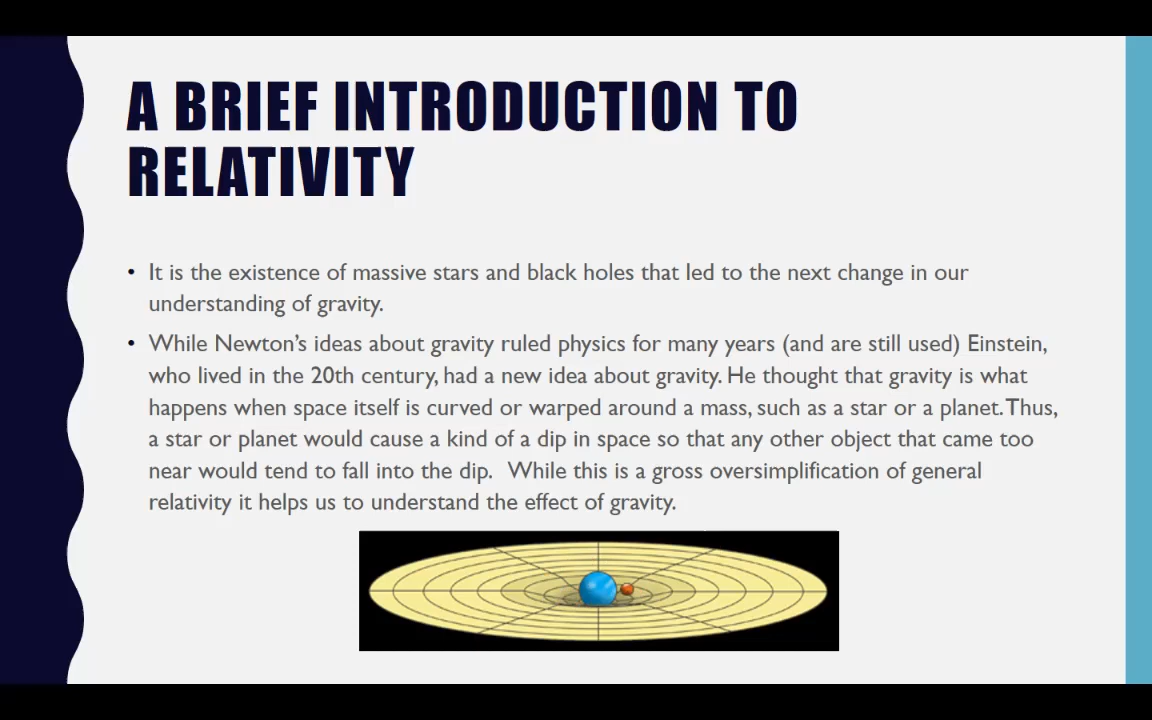 A BRIEF INTRODUCTION TO
RELATIVITY
• It is the existence of massive stars and black holes that led to the next change in our
understanding of gravity.
• While Newton’s ideas about gravity ruled physics for many years (and are still used) Einstein,
who lived in the 20th century, had a new idea about gravity. He thought that gravity is what
happens when space itself is curved or warped around a mass, such as a star or a planet. Thus,
a star or planet would cause a kind of a dip in space so that any other object that came too
near would tend to fall into the dip.   While this is a gross oversimplification of general
relativity it helps us to understand the effect of gravity.